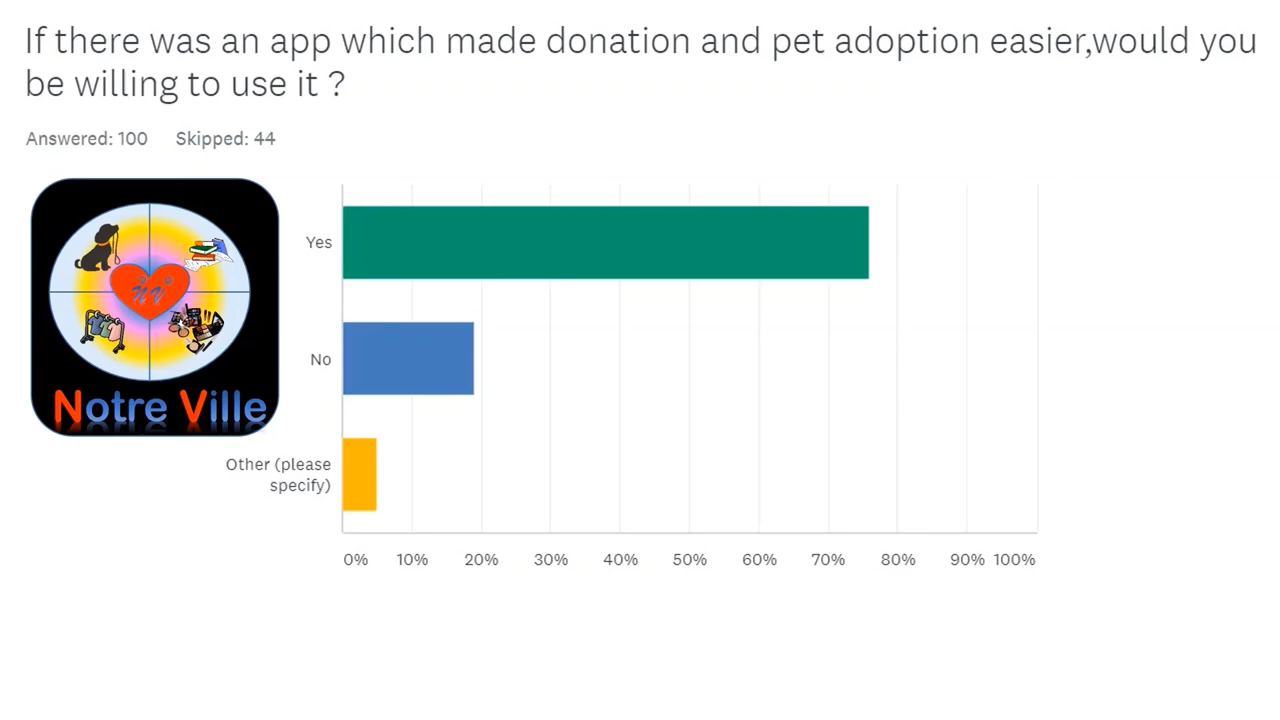 If there was an app which made donation and pet adoption easier,would you
be willing to use it ?
Answered: 100 Skipped: 44
NV
Notre Ville
Yes
No
Other (please
specify)
0% 10% 20% 30% 40% 50% 60% 70% 80% 90% 100%